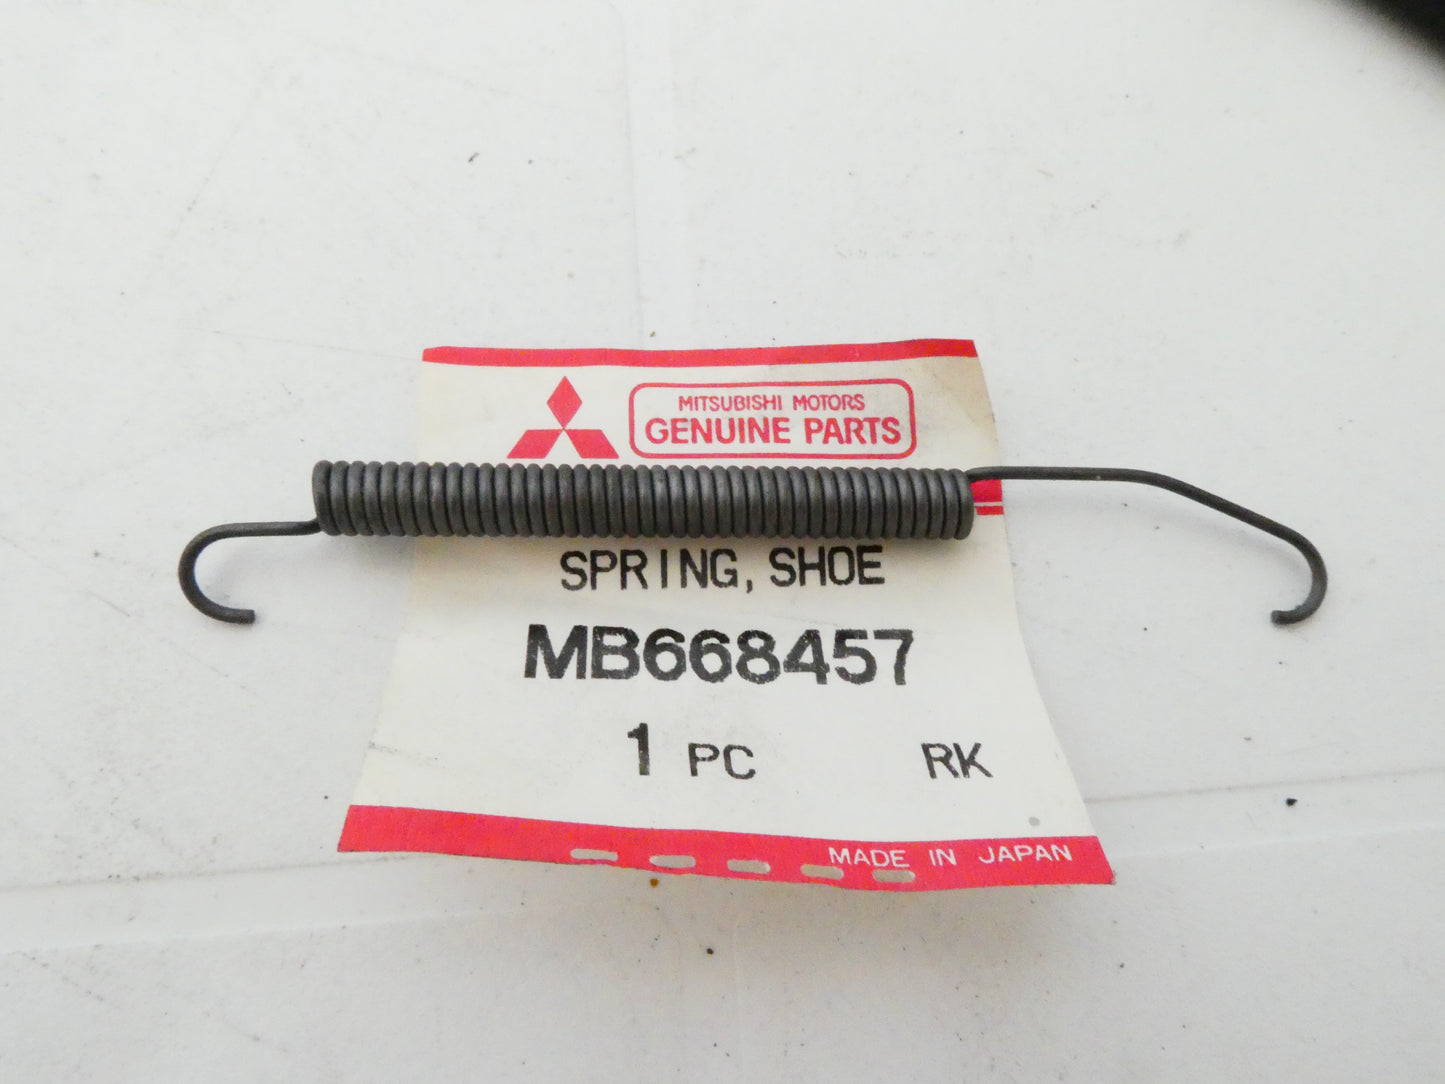 MITSUBISHI MOTORS
GENUINE PARTS
SPRING, SHOE
MB668457
1 PC RK
MADE IN JAPAN